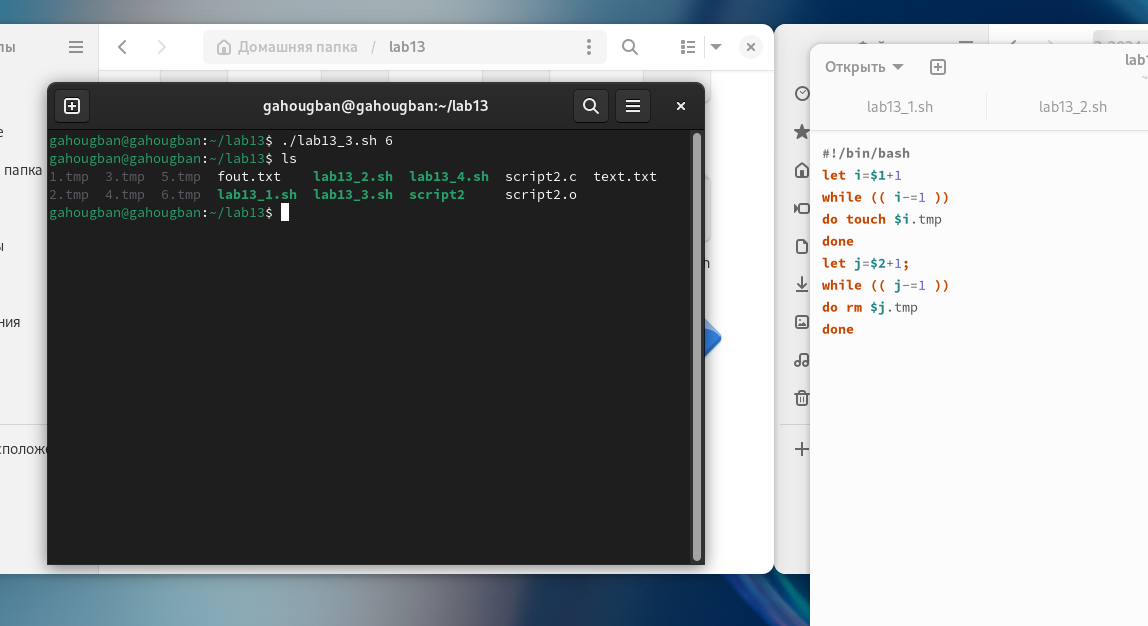 Домашняя папка / lab13
папка
gahougban@gahougban:~/lab13
gahougban@gahougban:~/lab13$ ./lab13_3.sh 6
gahougban@gahougban:~/lab13$ ls
1.tmp 3.tmp 5.tmp fout.txt lab13_2.sh lab13_4.sh script2.c text.txt
2.tmp 4.tmp 6.tmp lab13_1.sh lab13_3.sh script2 script2.o
gahougban@gahougban:~/lab13$
Открыть
lab13_1.sh lab13_2.sh
#!/bin/bash
let i=$1+1
while (( i-=1 ))
do touch $i.tmp
done
let j=$2+1;
while (( j-=1 ))
do rm $j.tmp
done